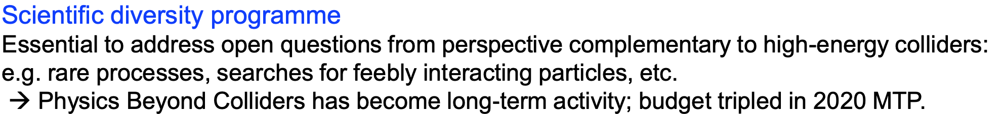 Scientific diversity programme
Essential to address open questions from perspective complementary to high-energy colliders:
e.g. rare processes, searches for feebly interacting particles, etc.
→ Physics Beyond Colliders has become long-term activity; budget tripled in 2020 MTP.